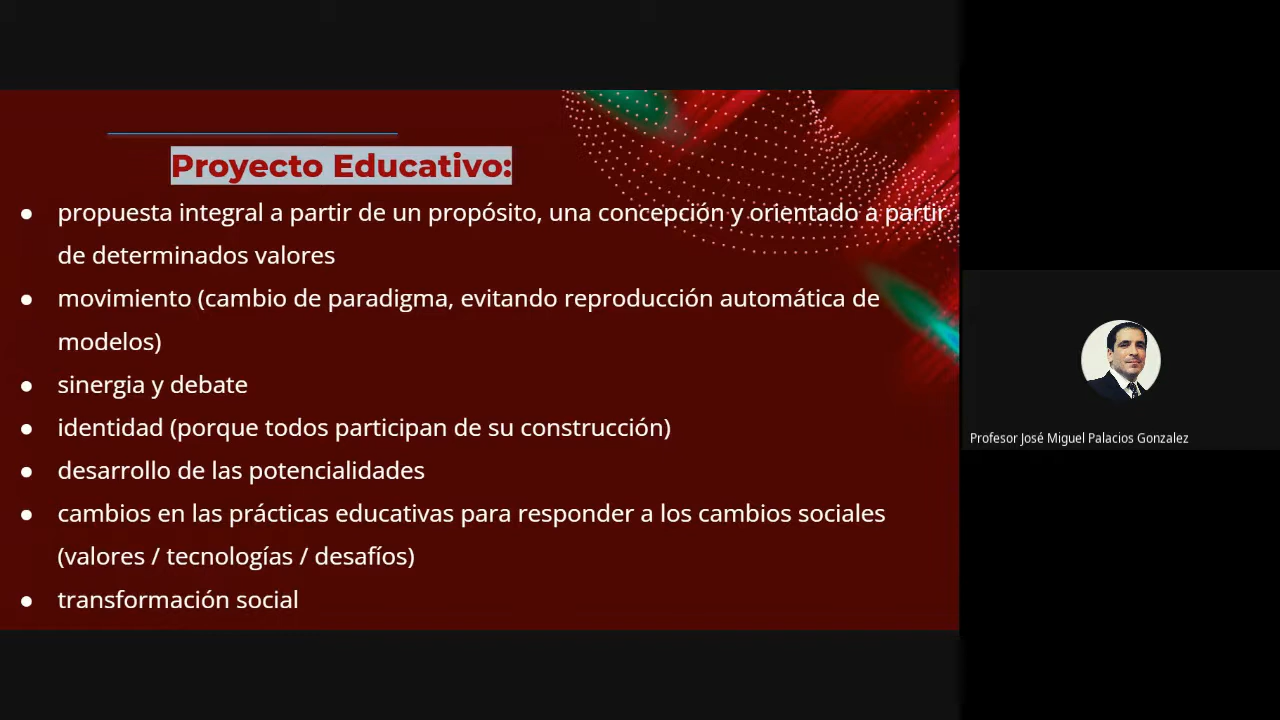 Proyecto Educativo:
● propuesta integral a partir de un propósito, una concepción y orientado a partir
de determinados valores
● movimiento (cambio de paradigma, evitando reproducción automática de
modelos)
● sinergia y debate
● identidad (porque todos participan de su construcción)
● desarrollo de las potencialidades
● cambios en las prácticas educativas para responder a los cambios sociales
(valores / tecnologías / desafíos)
● transformación social
Profesor José Miguel Palacios Gonzalez